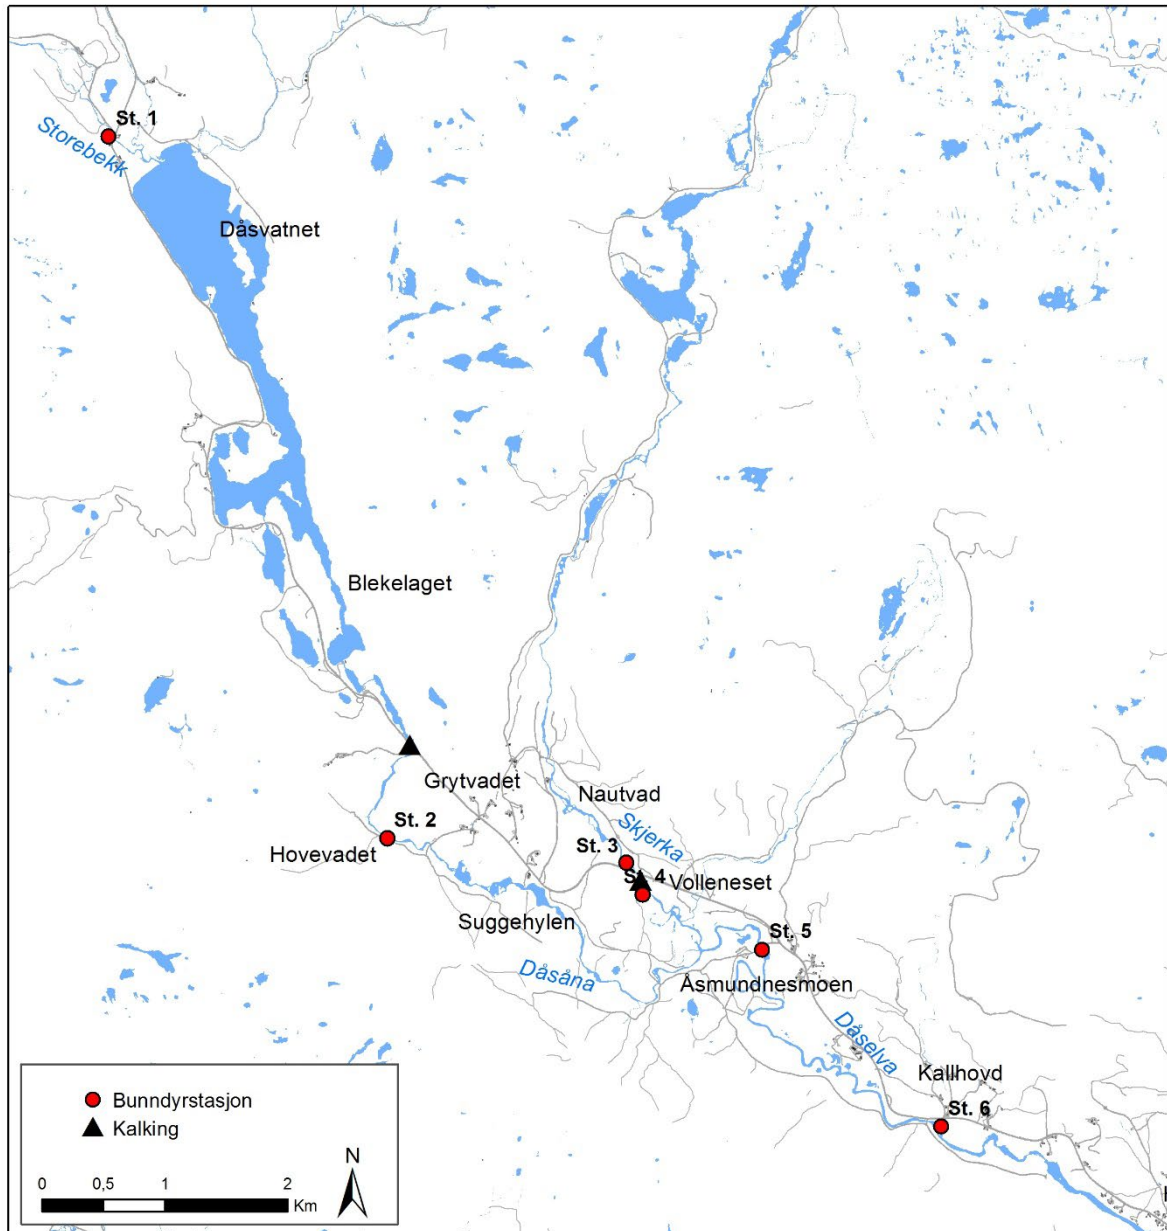 St. 1
Storebekk
Dåsvatnet
Blekelaget
Grytvadet
Nautvad
St. 2
Skjerka
Hovevadet
St. 3
St. 4
Volleneset
Suggehylen
St. 5
Dåsåna
Åsmundnesmoen
Dåselva
Kallhovd
St. 6
Bunndyrstasjon
Kalking
N
0 0,5 1 2
Km